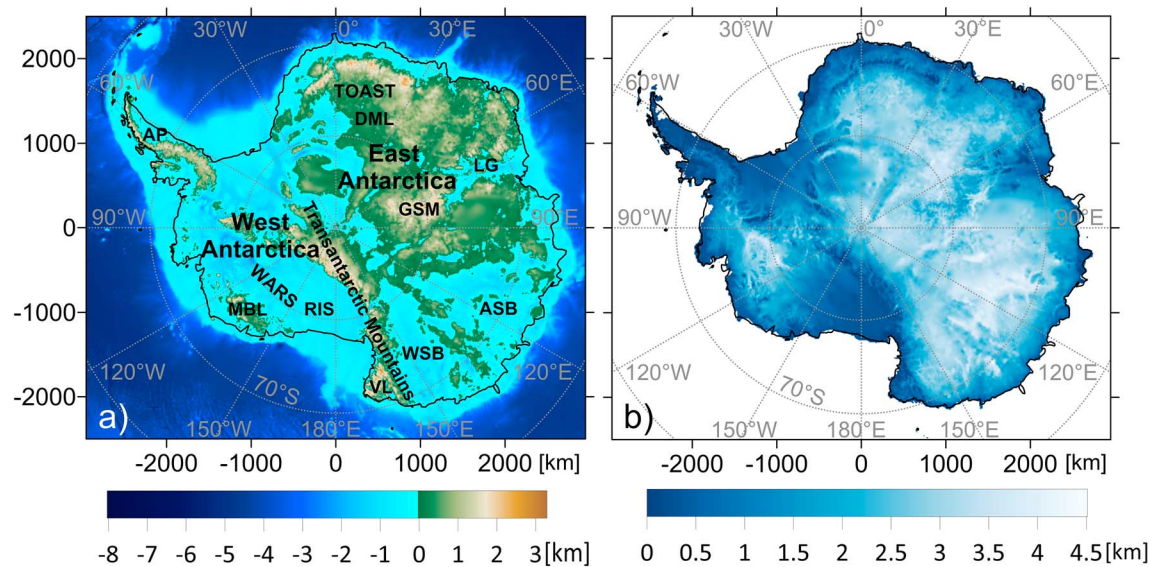 30°W 0° 30°E
60°W 60°E
90°W 90°E
120°W 120°E
150°W 180°E 150°E
70°S
2000
1000
0
-1000
-2000
TOAST
DML
AP
East
Antarctica
LG
GSM
West
Antarctica
Transantarctic Mountains
WARS
MBL
RIS
ASB
WSB
VL
a)
-2000 -1000 0 1000 2000 [km]
-8 -7 -6 -5 -4 -3 -2 -1 0 1 2 3 [km]
30°W 0° 30°E
60°W 60°E
90°W 90°E
120°W 120°E
150°W 180°E 150°E
70°S
b)
-2000 -1000 0 1000 2000 [km]
0 0.5 1 1.5 2 2.5 3 3.5 4 4.5 [km]